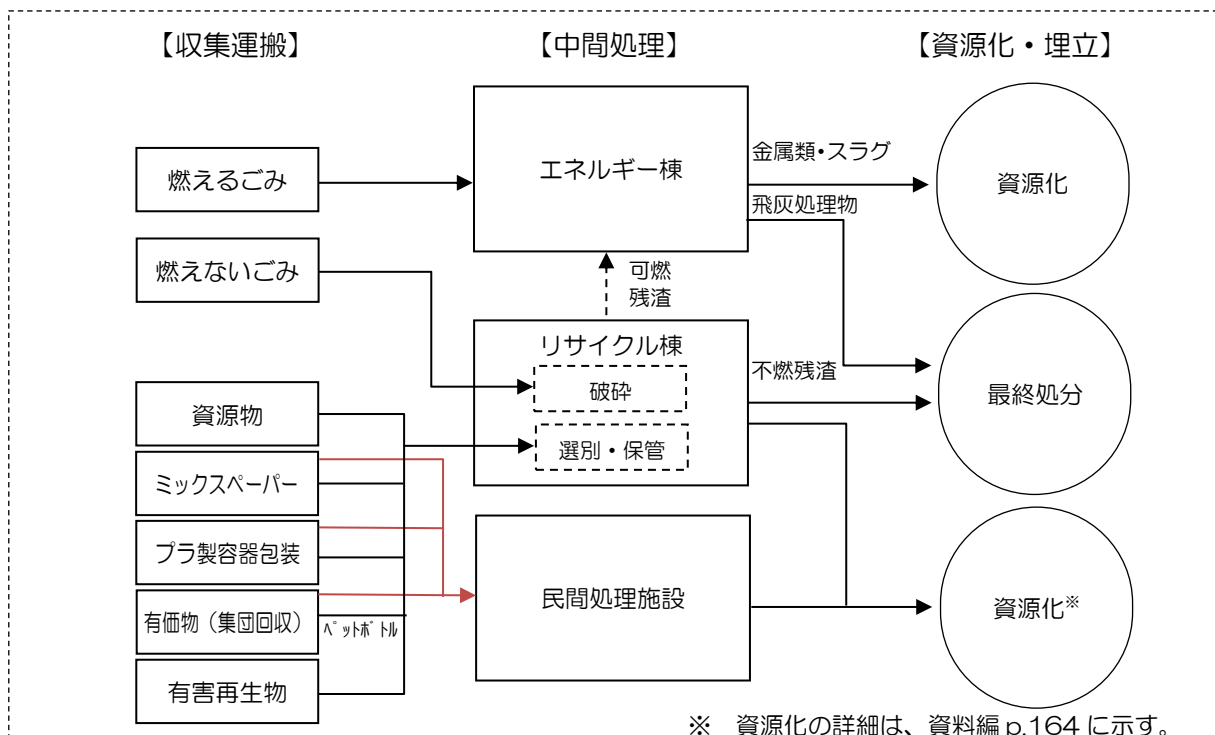 【収集運搬】
【中間処理】
【資源化・埋立】
燃えるごみ
エネルギー棟
金属類・スラグ
資源化
飛灰処理物
燃えないごみ
可燃
残渣
リサイクル棟
破砕
不燃残渣
最終処分
資源物
選別・保管
ミックスペーパー
プラ製容器包装
民間処理施設
資源化※
有価物（集団回収）
ﾍﾟｯﾄﾎﾞﾄﾙ
有害再生物
※　資源化の詳細は、資料編 p.164 に示す。